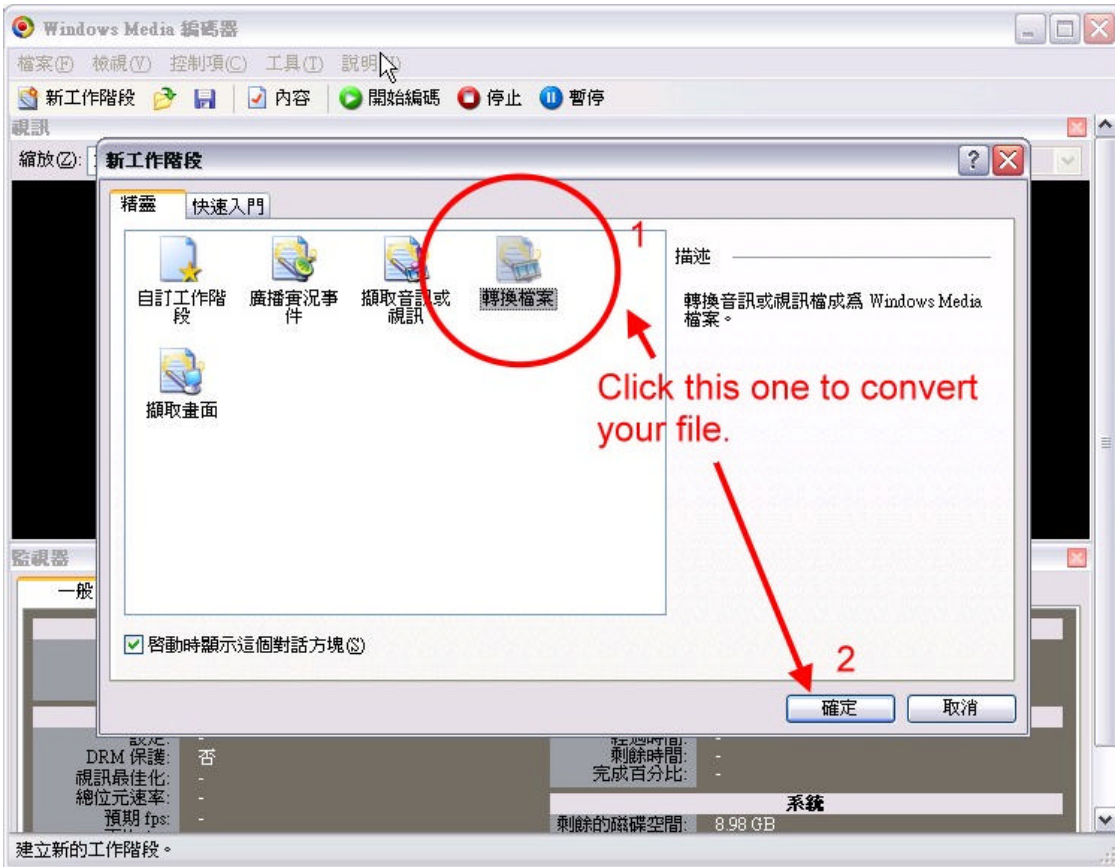 Windows Media 編碼器
檔案(F) 檢視(V) 控制項(C) 工具(T) 說明
新工作階段 內容 開始編碼 停止 暫停
視訊
縮放(Z):
新工作階段
精靈 快速入門
自訂工作階段
廣播實況事件
擷取音訊或視訊
轉換檔案
擷取畫面
1
描述
轉換音訊或視訊檔成為 Windows Media
檔案。
Click this one to convert
your file.
啓動時顯示這個對話方塊(S)
2
確定 取消
監視器
一般
設定: -
DRM 保護: 否
視訊最佳化: -
總位元速率: -
預期 fps: -
經過時間: -
剩餘時間: -
完成百分比: -
系統
剩餘的磁碟空間: 8.98 GB
建立新的工作階段。